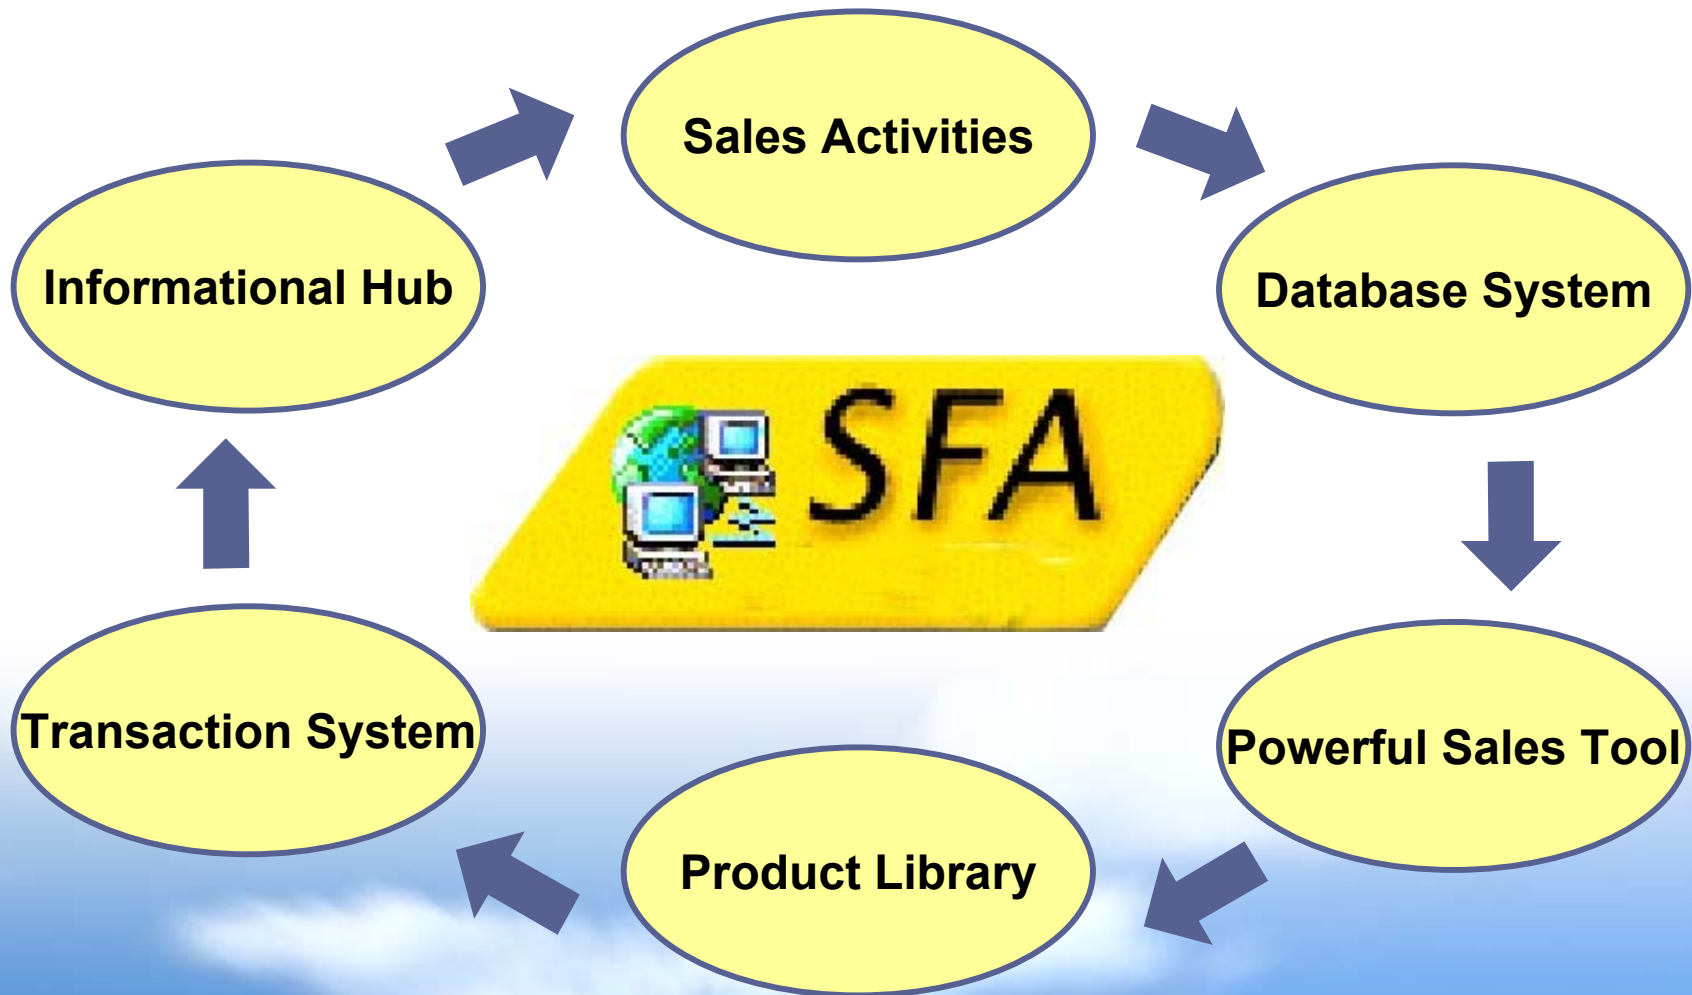 Sales Activities
Informational Hub
Database System
SFA
Transaction System
Powerful Sales Tool
Product Library